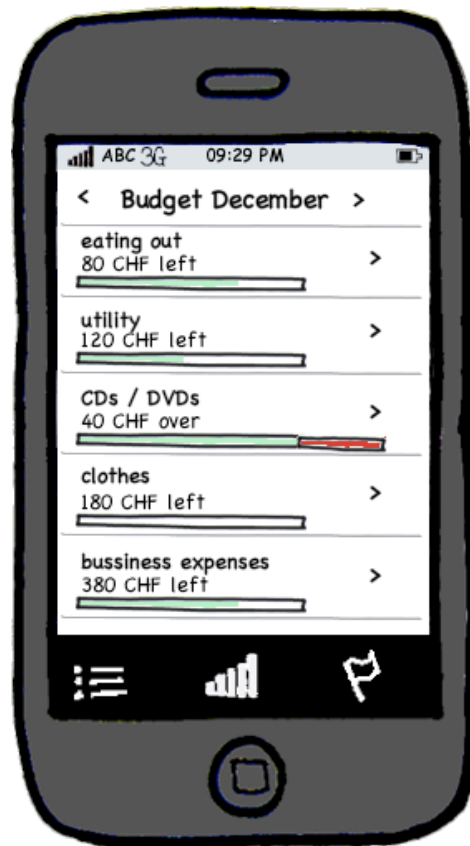 ABC 3G 09:29 PM
< Budget December >
eating out
80 CHF left
>
utility
120 CHF left
>
CDs / DVDs
40 CHF over
>
clothes
180 CHF left
>
bussiness expenses
380 CHF left
>